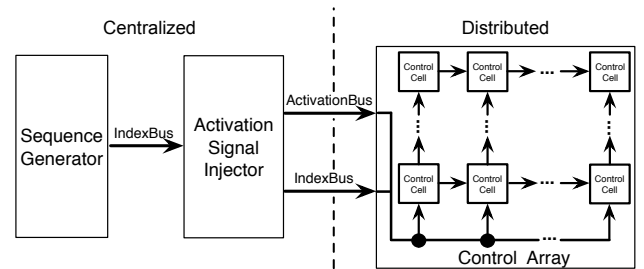 Centralized
Distributed
Sequence
Generator
IndexBus
Activation
Signal
Injector
ActivationBus
IndexBus
Control
Cell
Control
Cell
...
Control
Cell
...
...
...
Control
Cell
Control
Cell
...
Control
Cell
...
Control Array